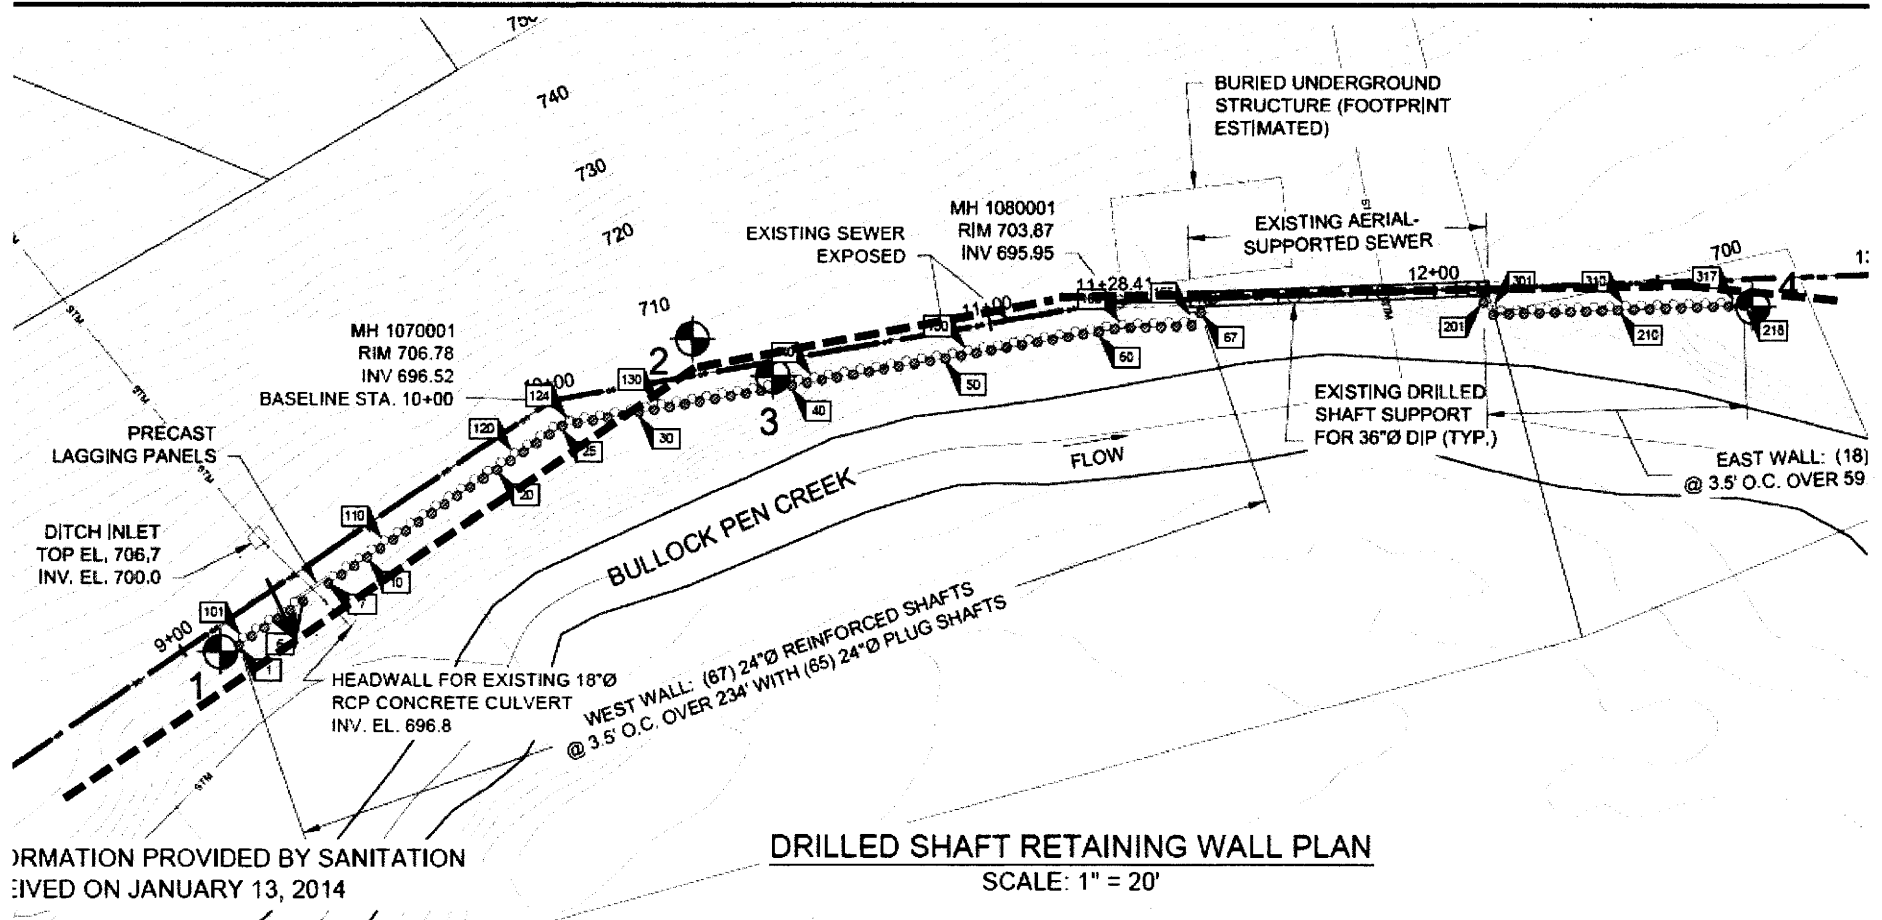 740
730
720
710
700
BURIED UNDERGROUND
STRUCTURE (FOOTPRINT
ESTIMATED)
MH 1080001
RIM 703.87
INV 695.95
EXISTING SEWER
EXPOSED
EXISTING AERIAL-
SUPPORTED SEWER
11+28.41
11+00
12+00
MH 1070001
RIM 706.78
INV 696.52
BASELINE STA. 10+00
PRECAST
LAGGING PANELS
DITCH INLET
TOP EL. 706.7
INV. EL. 700.0
9+00
101
110
120
124
130
301
310
317
1
7
10
20
25
30
40
50
60
67
201
210
218
1
2
3
4
STM
STM
STM
STM
EXISTING DRILLED
SHAFT SUPPORT
FOR 36"Ø DIP (TYP.)
FLOW
BULLOCK PEN CREEK
EAST WALL: (18)
@ 3.5' O.C. OVER 59
HEADWALL FOR EXISTING 18"Ø
RCP CONCRETE CULVERT
INV. EL. 696.8
WEST WALL: (67) 24"Ø REINFORCED SHAFTS
@ 3.5' O.C. OVER 234' WITH (65) 24"Ø PLUG SHAFTS
PROVIDED BY SANITATION
ON JANUARY 13, 2014
DRILLED SHAFT RETAINING WALL PLAN
SCALE: 1" = 20'